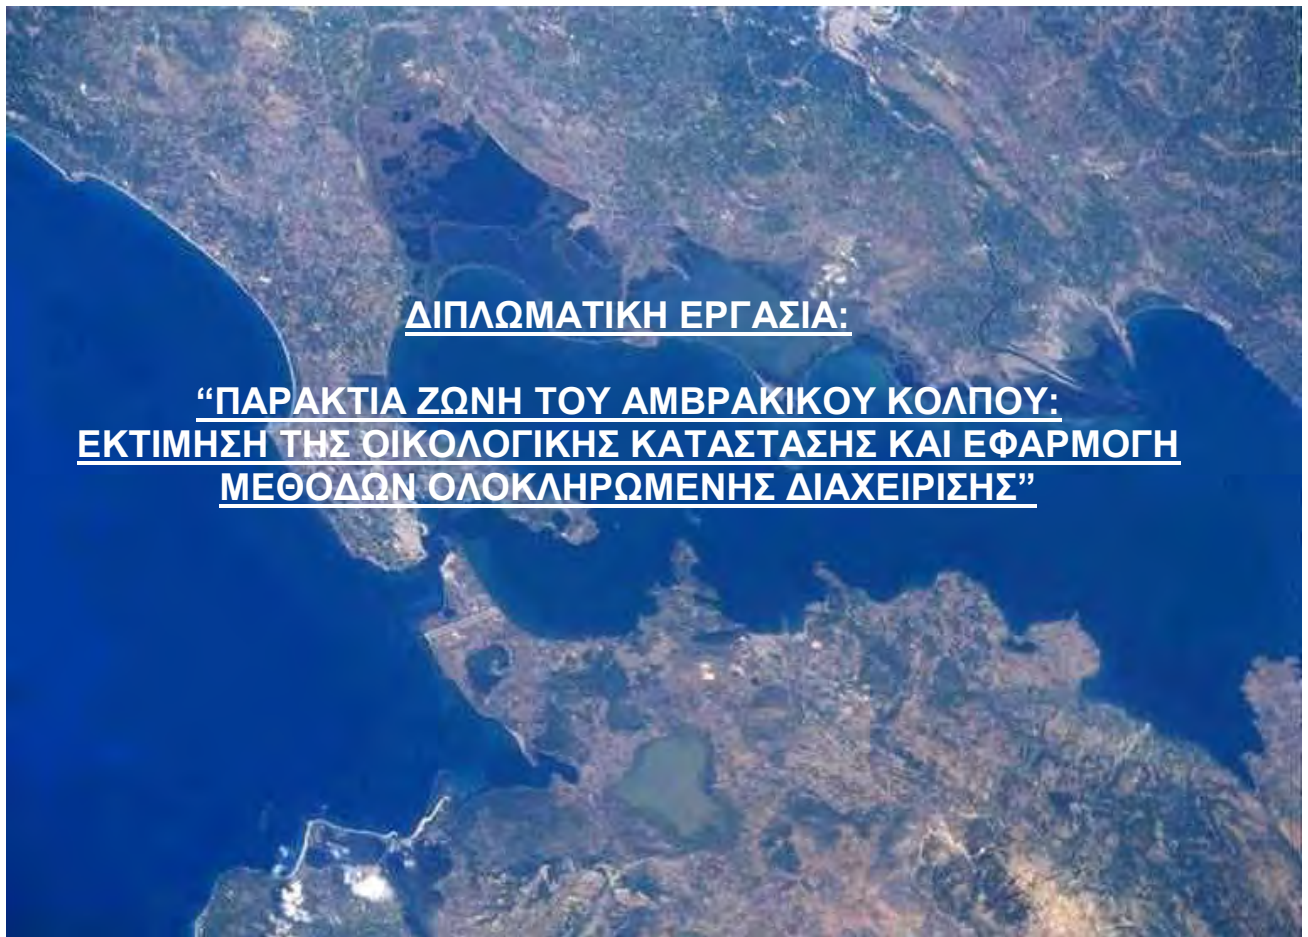 ΔΙΠΛΩΜΑΤΙΚΗ ΕΡΓΑΣΙΑ:
“ΠΑΡΑΚΤΙΑ ΖΩΝΗ ΤΟΥ ΑΜΒΡΑΚΙΚΟΥ ΚΟΛΠΟΥ:
ΕΚΤΙΜΗΣΗ ΤΗΣ ΟΙΚΟΛΟΓΙΚΗΣ ΚΑΤΑΣΤΑΣΗΣ ΚΑΙ ΕΦΑΡΜΟΓΗ
ΜΕΘΟΔΩΝ ΟΛΟΚΛΗΡΩΜΕΝΗΣ ΔΙΑΧΕΙΡΙΣΗΣ”